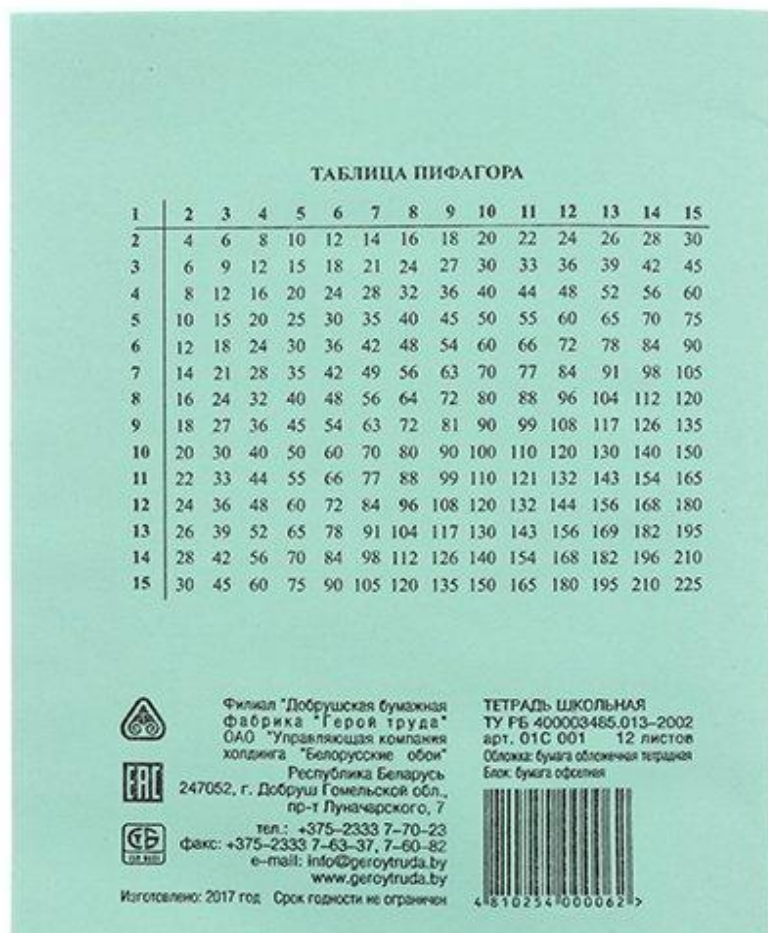 ТАБЛИЦА ПИФАГОРА
1 2 3 4 5 6 7 8 9 10 11 12 13 14 15
2 4 6 8 10 12 14 16 18 20 22 24 26 28 30
3 6 9 12 15 18 21 24 27 30 33 36 39 42 45
4 8 12 16 20 24 28 32 36 40 44 48 52 56 60
5 10 15 20 25 30 35 40 45 50 55 60 65 70 75
6 12 18 24 30 36 42 48 54 60 66 72 78 84 90
7 14 21 28 35 42 49 56 63 70 77 84 91 98 105
8 16 24 32 40 48 56 64 72 80 88 96 104 112 120
9 18 27 36 45 54 63 72 81 90 99 108 117 126 135
10 20 30 40 50 60 70 80 90 100 110 120 130 140 150
11 22 33 44 55 66 77 88 99 110 121 132 143 154 165
12 24 36 48 60 72 84 96 108 120 132 144 156 168 180
13 26 39 52 65 78 91 104 117 130 143 156 169 182 195
14 28 42 56 70 84 98 112 126 140 154 168 182 196 210
15 30 45 60 75 90 105 120 135 150 165 180 195 210 225
Филиал "Добрушская бумажная
фабрика "Герой труда"
ОАО "Управляющая компания
холдинга "Белорусские обои"
Республика Беларусь
247052, г. Добруш Гомельской обл.,
пр-т Луначарского, 7
тел.: +375-2333 7-70-23
факс: +375-2333 7-63-37, 7-60-82
e-mail: info@geroytruda.by
www.geroytruda.by
Изготовлено: 2017 год Срок годности не ограничен
EAC
СТБ
ТЕТРАДЬ ШКОЛЬНАЯ
ТУ РБ 400003485.013-2002
арт. 01С 001 12 листов
Обложка: бумага обложечная тетрадная
Блок: бумага офсетная
4 810254 000062 >